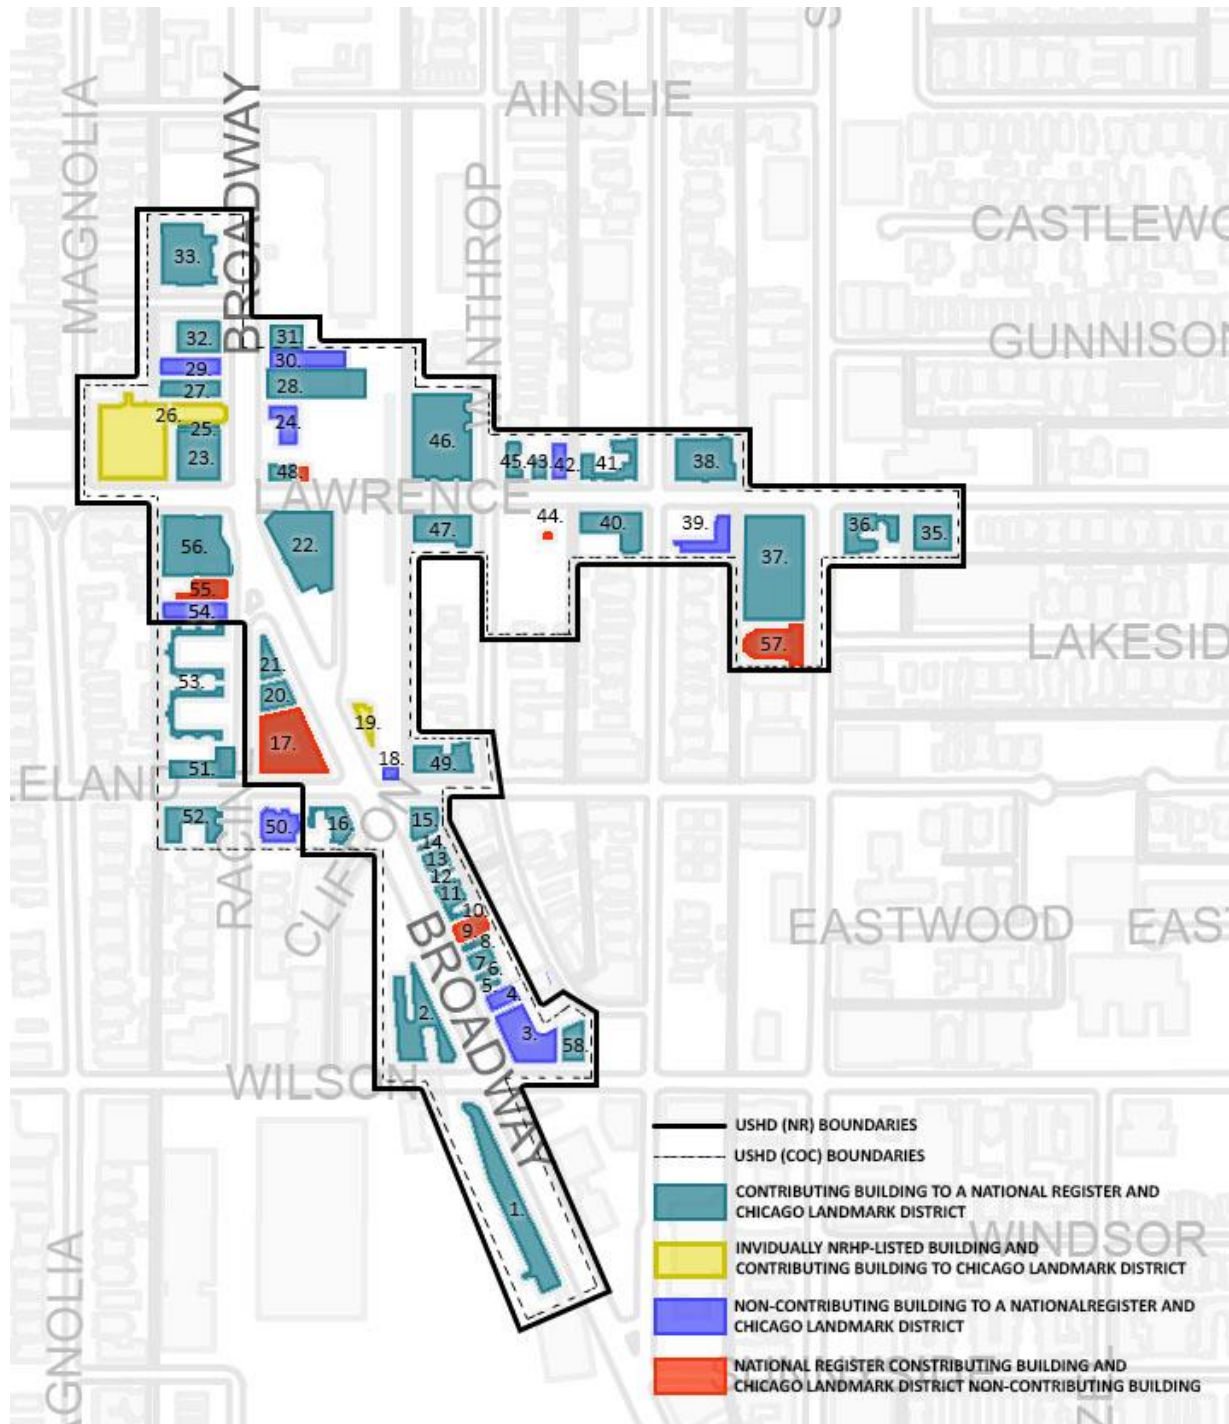 AINSLIE
MAGNOLIA
BROADWAY
WINTHROP
CASTLEWO
GUNNISON
33.
32.
31.
29.
30.
27.
28.
26.
25.
24.
23.
46.
45.
43.
42.
41.
38.
48.
LAWRENCE
56.
22.
47.
44.
40.
39.
37.
36.
35.
55.
54.
57.
LAKESID
53.
21.
20.
19.
17.
18.
49.
51.
ELAND
RACIN
CLIFTON
52.
50.
16.
15.
14.
13.
12.
11.
10.
9.
8.
7.
6.
5.
4.
3.
2.
58.
EASTWOOD
EAST
BROADWAY
WILSON
1.
USHD (NR) BOUNDARIES
USHD (COC) BOUNDARIES
CONTRIBUTING BUILDING TO A NATIONAL REGISTER AND
CHICAGO LANDMARK DISTRICT
WINDSOR
INVIDUALLY NRHP-LISTED BUILDING AND
CONTRIBUTING BUILDING TO CHICAGO LANDMARK DISTRICT
NON-CONTRIBUTING BUILDING TO A NATIONALREGISTER AND
CHICAGO LANDMARK DISTRICT
NATIONAL REGISTER CONSTRIBUTING BUILDING AND
CHICAGO LANDMARK DISTRICT NON-CONTRIBUTING BUILDING
SUNNYSIDE
AGNOLIA